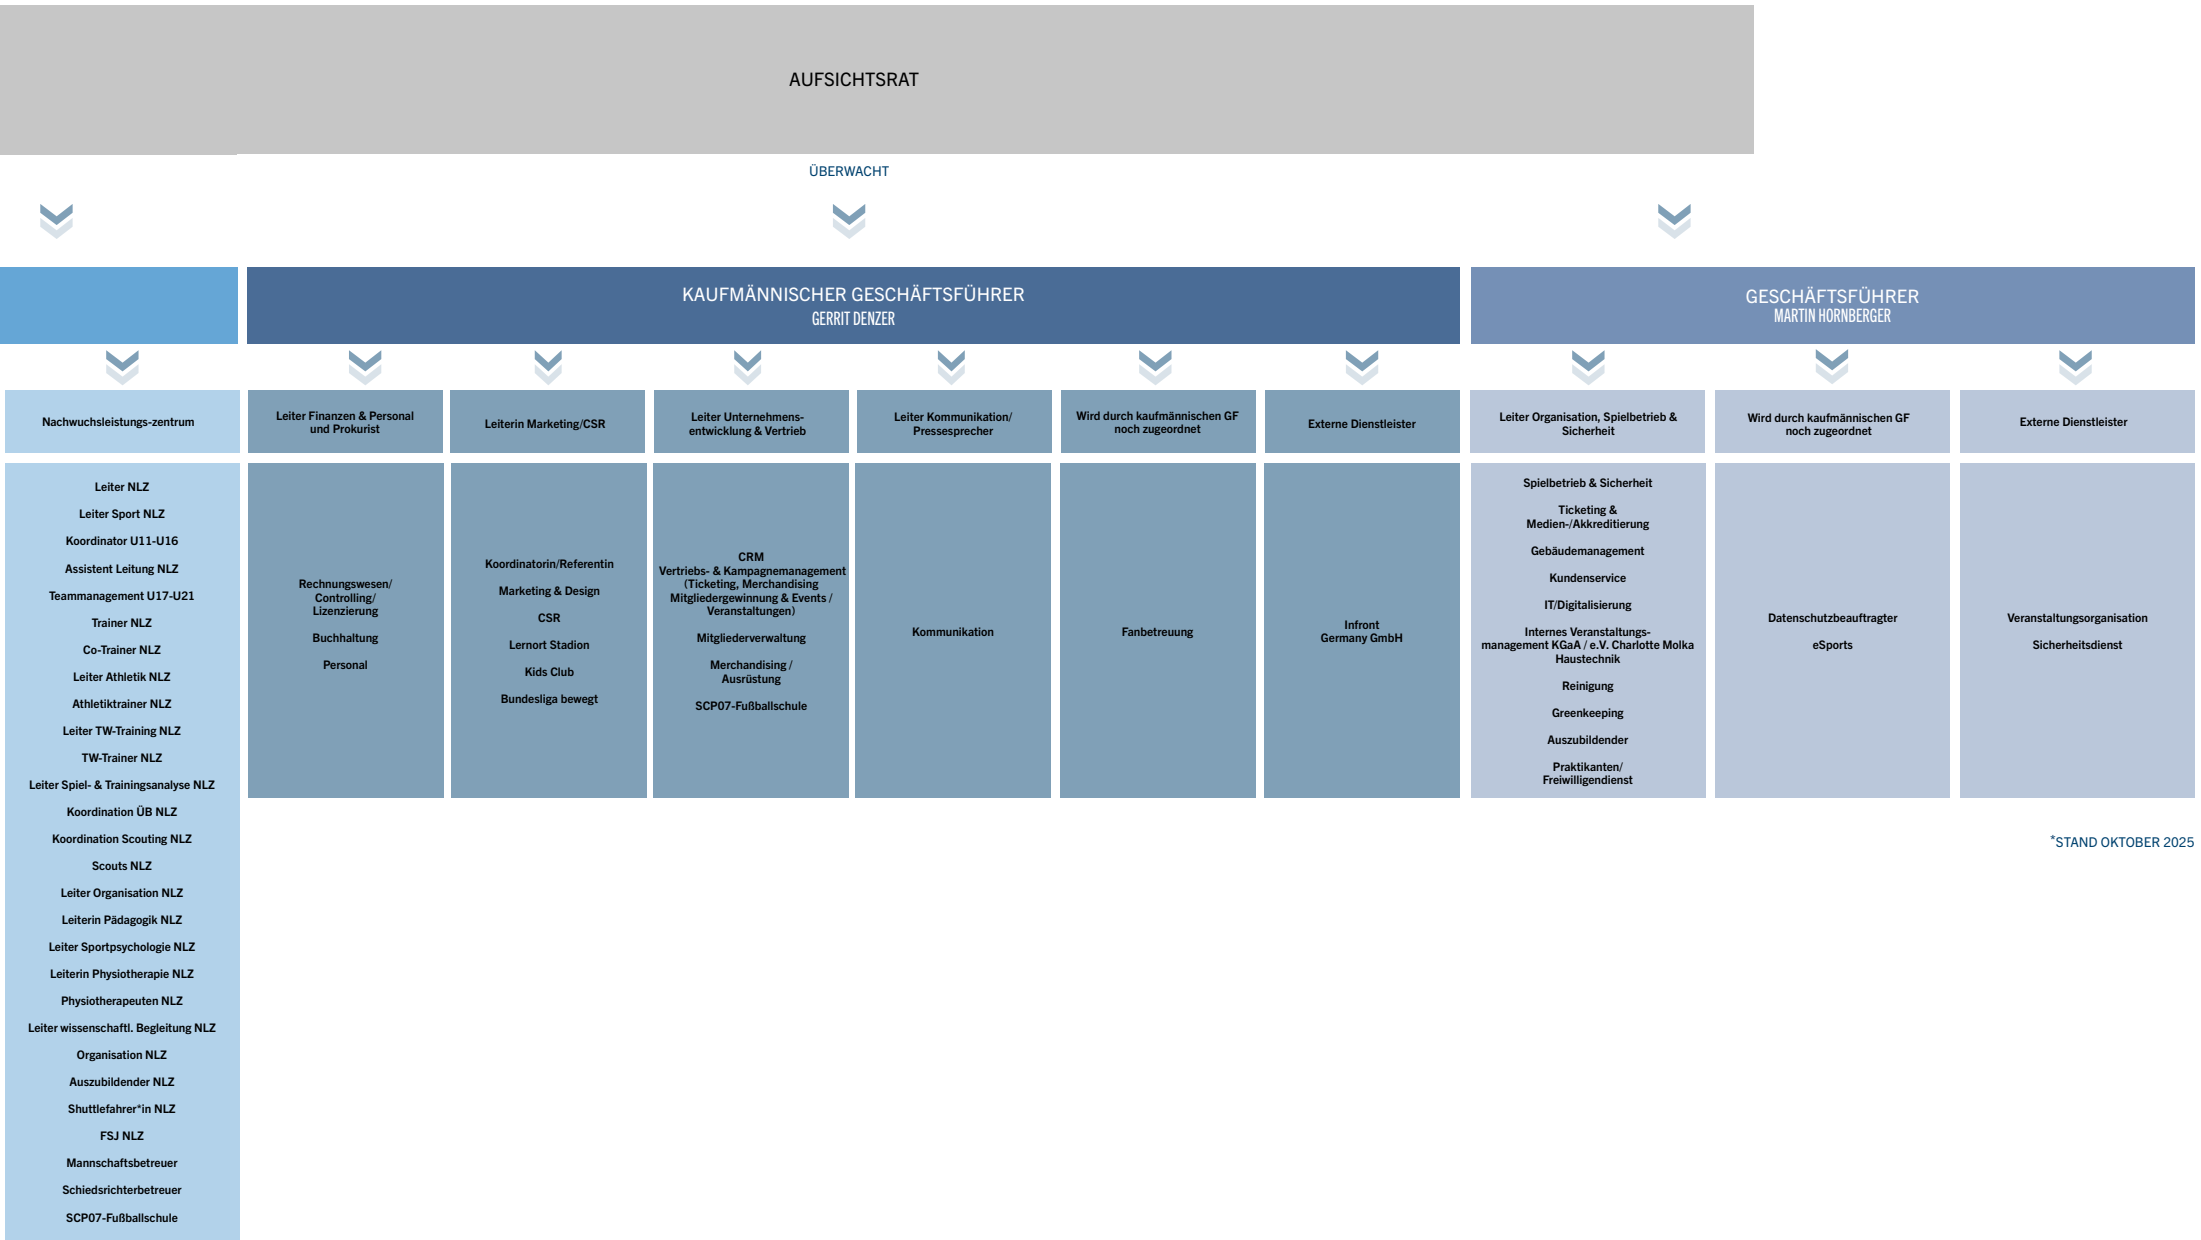 AUFSICHTSRAT
ÜBERWACHT
KAUFMÄNNISCHER GESCHÄFTSFÜHRER
GERRIT DENZER
GESCHÄFTSFÜHRER
MARTIN HORNBERGER
Nachwuchsleistungs-zentrum
Leiter NLZ
Leiter Sport NLZ
Koordinator U11-U16
Assistent Leitung NLZ
Teammanagement U17-U21
Trainer NLZ
Co-Trainer NLZ
Leiter Athletik NLZ
Athletiktrainer NLZ
Leiter TW-Training NLZ
TW-Trainer NLZ
Leiter Spiel- & Trainingsanalyse NLZ
Koordination ÜB NLZ
Koordination Scouting NLZ
Scouts NLZ
Leiter Organisation NLZ
Leiterin Pädagogik NLZ
Leiter Sportpsychologie NLZ
Leiterin Physiotherapie NLZ
Physiotherapeuten NLZ
Leiter wissenschaftl. Begleitung NLZ
Organisation NLZ
Auszubildender NLZ
Shuttlefahrer*in NLZ
FSJ NLZ
Mannschaftsbetreuer
Schiedsrichterbetreuer
SCP07-Fußballschule
Leiter Finanzen & Personal
und Prokurist
Rechnungswesen/
Controlling/
Lizenzierung
Buchhaltung
Personal
Leiterin Marketing/CSR
Koordinatorin/Referentin
Marketing & Design
CSR
Lernort Stadion
Kids Club
Bundesliga bewegt
Leiter Unternehmens-
entwicklung & Vertrieb
CRM
Vertriebs- & Kampagnemanagement
(Ticketing, Merchandising
Mitgliedergewinnung & Events /
Veranstaltungen)
Mitgliederverwaltung
Merchandising /
Ausrüstung
SCP07-Fußballschule
Leiter Kommunikation/
Pressesprecher
Kommunikation
Wird durch kaufmännischen GF
noch zugeordnet
Fanbetreuung
Externe Dienstleister
Infront
Germany GmbH
Leiter Organisation, Spielbetrieb &
Sicherheit
Spielbetrieb & Sicherheit
Ticketing &
Medien-/Akkreditierung
Gebäudemanagement
Kundenservice
IT/Digitalisierung
Internes Veranstaltungs-
management KGaA / e.V. Charlotte Molka
Haustechnik
Reinigung
Greenkeeping
Auszubildender
Praktikanten/
Freiwilligendienst
Wird durch kaufmännischen GF
noch zugeordnet
Datenschutzbeauftragter
eSports
Externe Dienstleister
Veranstaltungsorganisation
Sicherheitsdienst
*STAND OKTOBER 2025